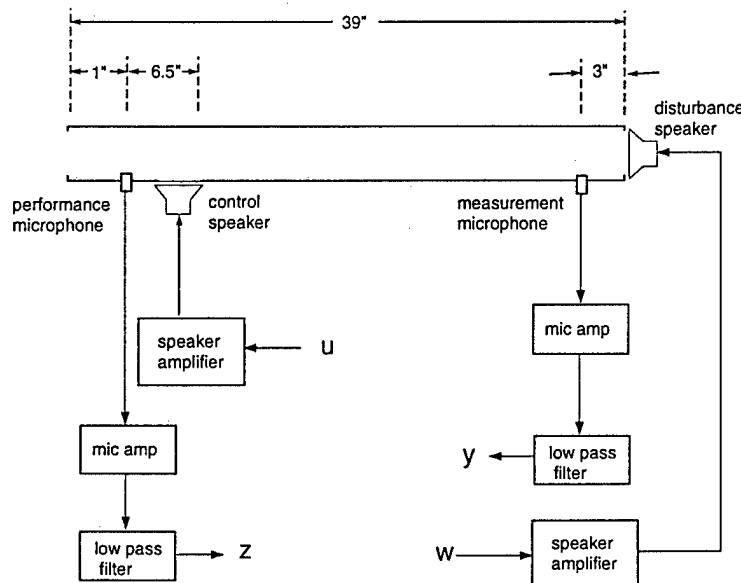 39"
1"
6.5"
3"
disturbance
speaker
performance
microphone
control
speaker
measurement
microphone
speaker
amplifier
u
mic amp
mic amp
y
low pass
filter
low pass
filter
z
w
speaker
amplifier